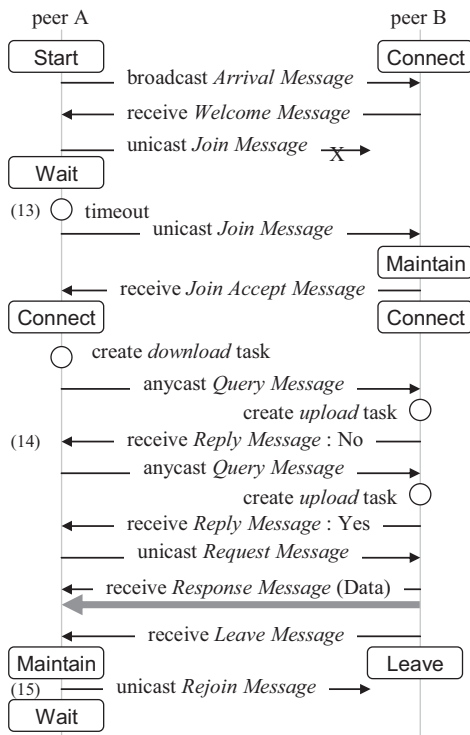 peer A peer B
Start Connect
broadcast Arrival Message
receive Welcome Message
unicast Join Message
X
Wait
(13) timeout
unicast Join Message
Maintain
receive Join Accept Message
Connect Connect
create download task
anycast Query Message
create upload task
(14) receive Reply Message : No
anycast Query Message
create upload task
receive Reply Message : Yes
unicast Request Message
receive Response Message (Data)
receive Leave Message
Maintain Leave
(15) unicast Rejoin Message
Wait